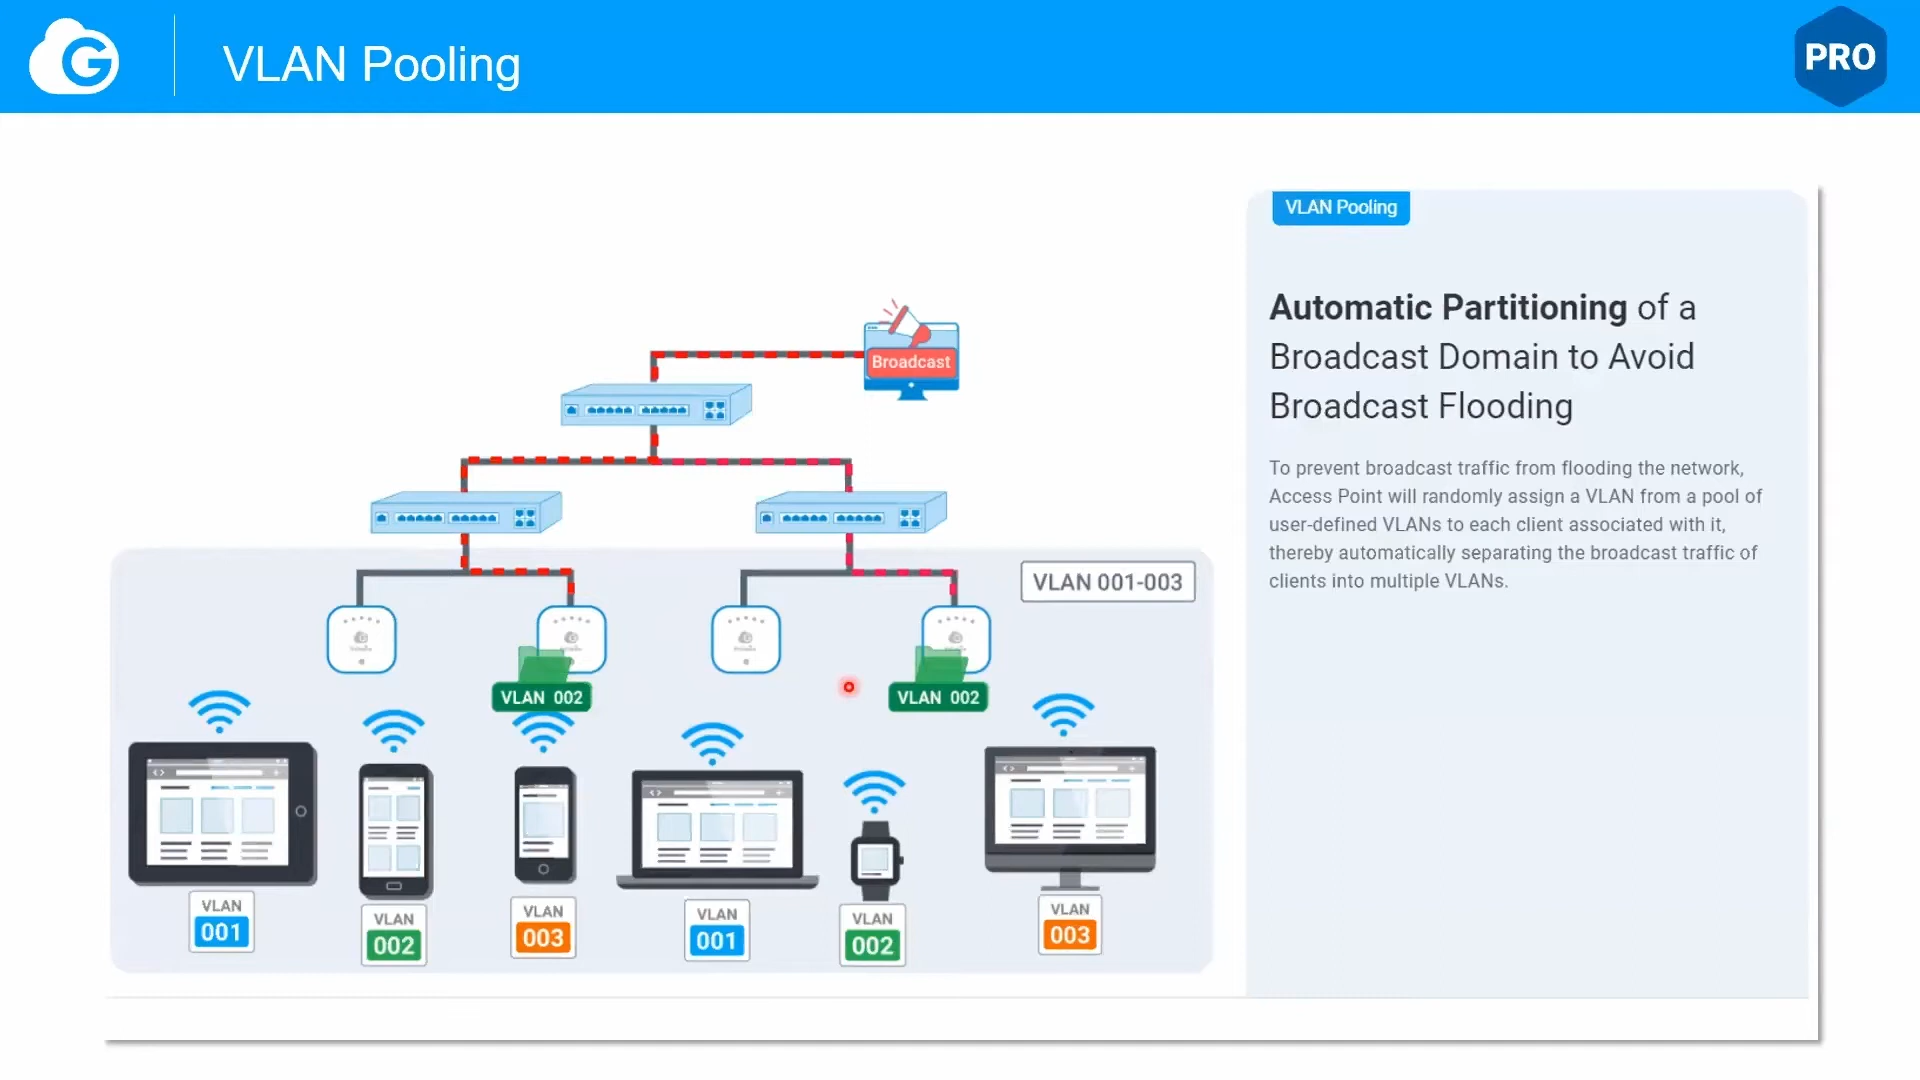 G
VLAN Pooling
PRO
VLAN Pooling
Automatic Partitioning of a
Broadcast Domain to Avoid
Broadcast Flooding
To prevent broadcast traffic from flooding the network,
Access Point will randomly assign a VLAN from a pool of
user-defined VLANs to each client associated with it,
thereby automatically separating the broadcast traffic of
clients into multiple VLANs.
Broadcast
VLAN 001-003
VLAN 002
VLAN 002
VLAN
001
VLAN
002
VLAN
003
VLAN
001
VLAN
002
VLAN
003